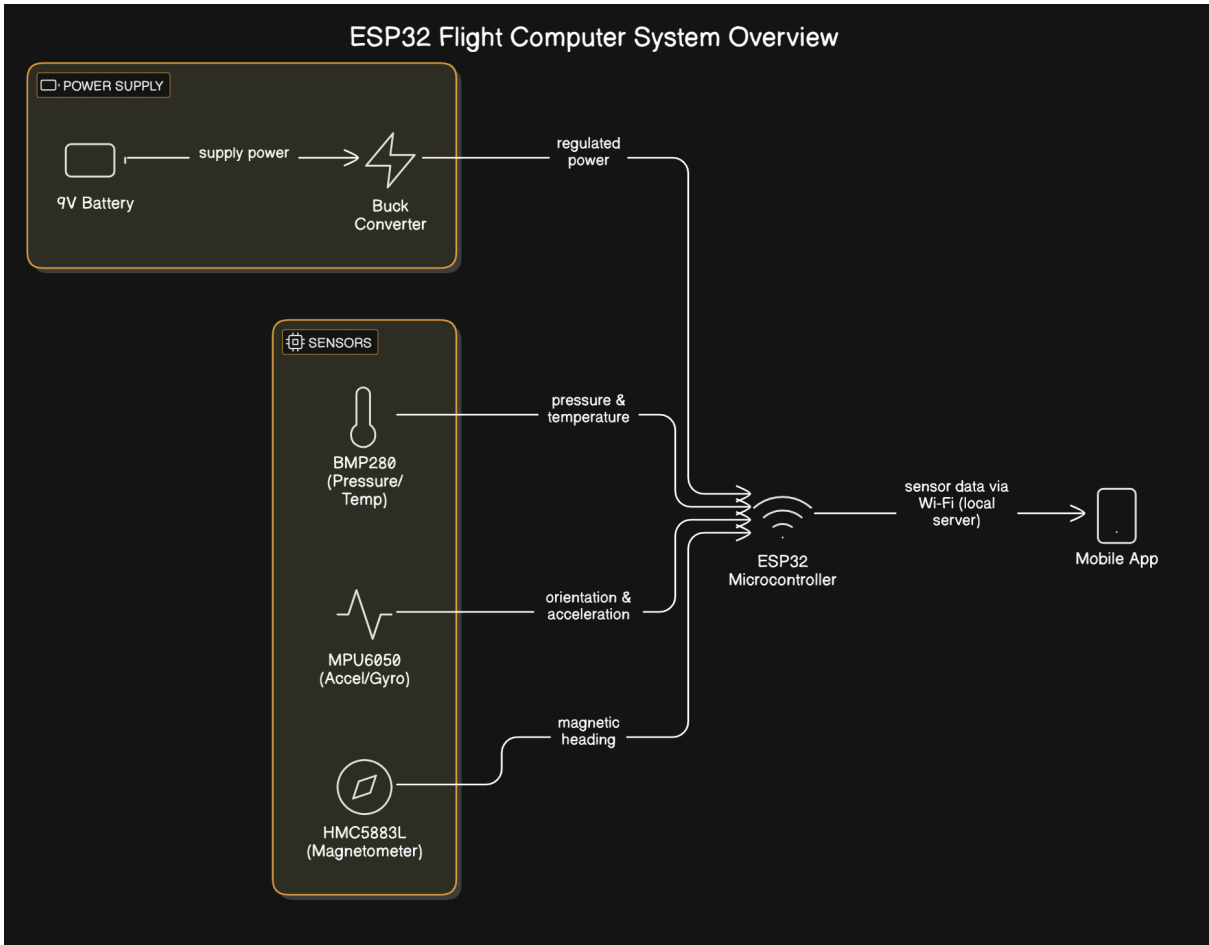 ESP32 Flight Computer System Overview
POWER SUPPLY
9V Battery
supply power
Buck
Converter
regulated
power
SENSORS
BMP280
(Pressure/
Temp)
pressure &
temperature
MPU6050
(Accel/Gyro)
orientation &
acceleration
HMC5883L
(Magnetometer)
magnetic
heading
ESP32
Microcontroller
sensor data via
Wi-Fi (local
server)
Mobile App